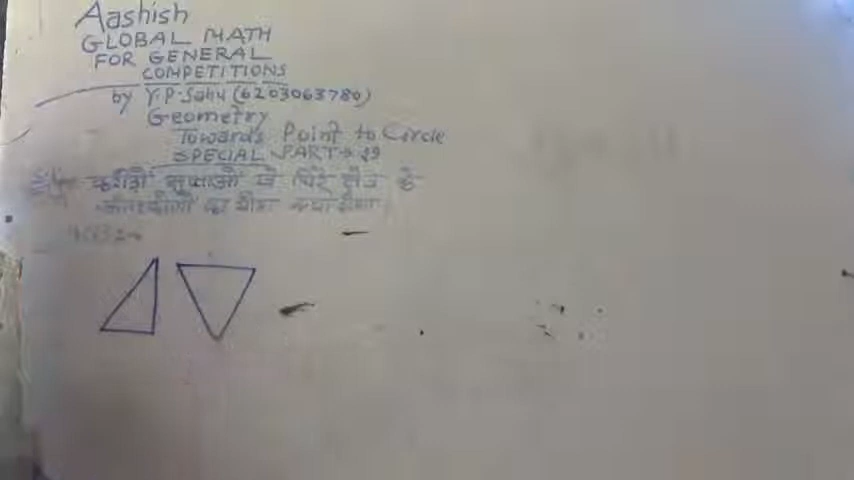 Aashish
GLOBAL MATH
FOR GENERAL
COMPETITIONS
by Y.P.Sahu (6203063780)
Geometry
Towards Point to Circle
SPECIAL PART → 29
भुजाओं से घिरे क्षेत्र के
का योग क्या होगा